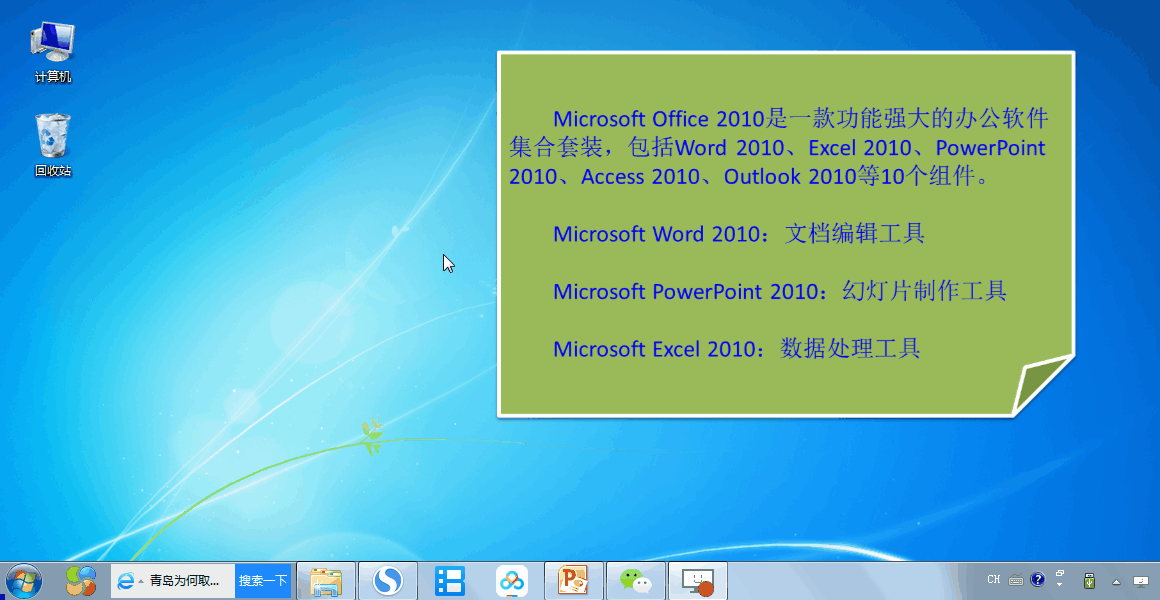 计算机
回收站
Microsoft Office 2010是一款功能强大的办公软件
集合套装，包括Word 2010、Excel 2010、PowerPoint
2010、Access 2010、Outlook 2010等10个组件。
Microsoft Word 2010：文档编辑工具
Microsoft PowerPoint 2010：幻灯片制作工具
Microsoft Excel 2010：数据处理工具
青岛为何取... 搜索一下 CH